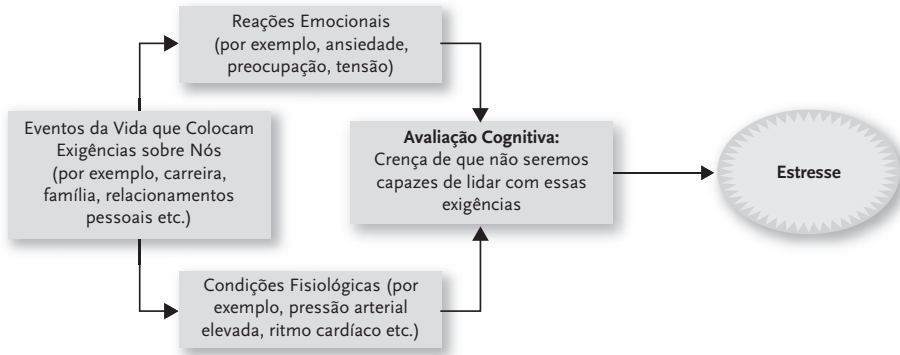 Reações Emocionais
(por exemplo, ansiedade,
preocupação, tensão)
Eventos da Vida que Colocam
Exigências sobre Nós
(por exemplo, carreira,
família, relacionamentos
pessoais etc.)
Avaliação Cognitiva:
Crença de que não seremos
capazes de lidar com essas
exigências
Estresse
Condições Fisiológicas (por
exemplo, pressão arterial
elevada, ritmo cardíaco etc.)